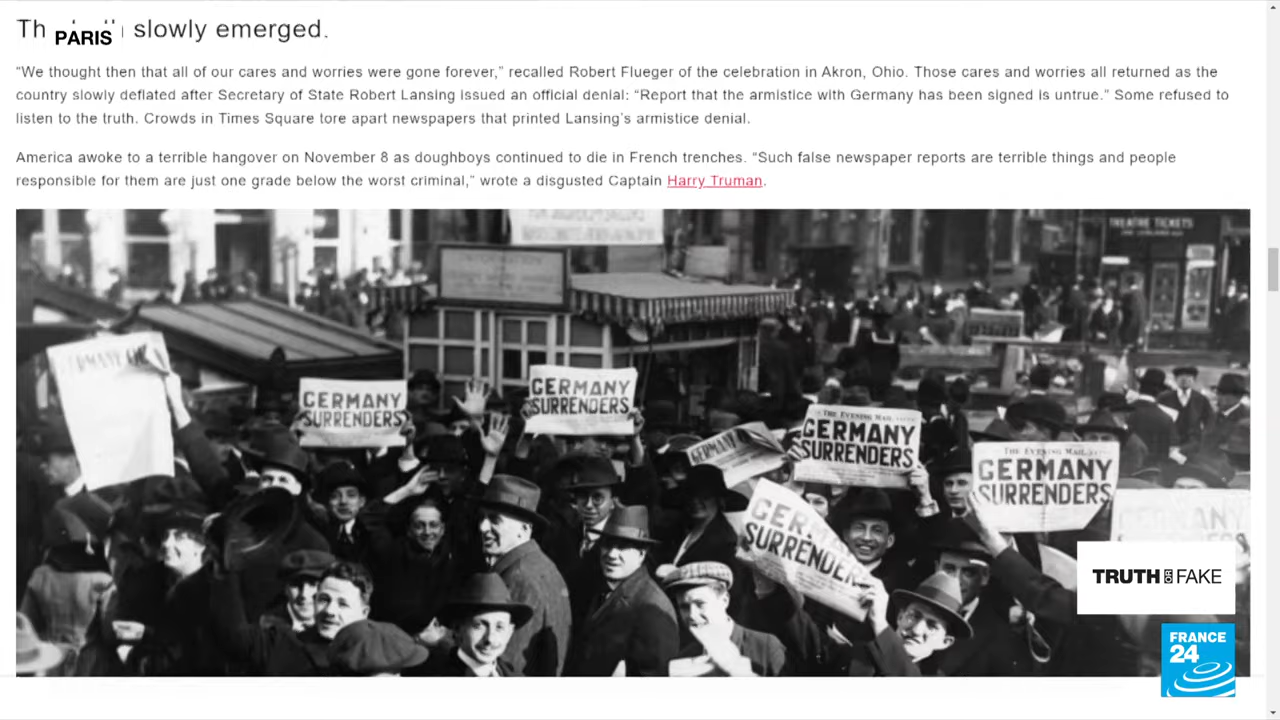 Th slowly emerged.
PARIS
“We thought then that all of our cares and worries were gone forever,” recalled Robert Flueger of the celebration in Akron, Ohio. Those cares and worries all returned as the
country slowly deflated after Secretary of State Robert Lansing issued an official denial: “Report that the armistice with Germany has been signed is untrue.” Some refused to
listen to the truth. Crowds in Times Square tore apart newspapers that printed Lansing’s armistice denial.
America awoke to a terrible hangover on November 8 as doughboys continued to die in French trenches. “Such false newspaper reports are terrible things and people
responsible for them are just one grade below the worst criminal,” wrote a disgusted Captain Harry Truman.
THEATRE TICKETS
GERMANY
SURRENDERS
GERMANY
SURRENDERS
GERMANY
THE EVENING MAIL
GERMANY
SURRENDERS
THE EVENING MAIL
GERMANY
SURRENDERS
GERMANY
SURRENDER
GERMANY
TRUTH OR FAKE
FRANCE
24